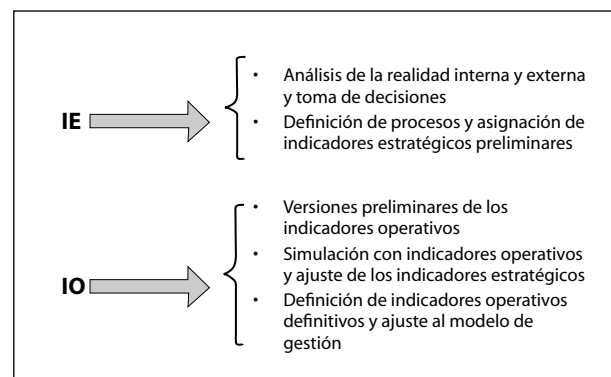 IE
• Análisis de la realidad interna y externa
y toma de decisiones
• Definición de procesos y asignación de
indicadores estratégicos preliminares
IO
• Versiones preliminares de los
indicadores operativos
• Simulación con indicadores operativos
y ajuste de los indicadores estratégicos
• Definición de indicadores operativos
definitivos y ajuste al modelo de
gestión